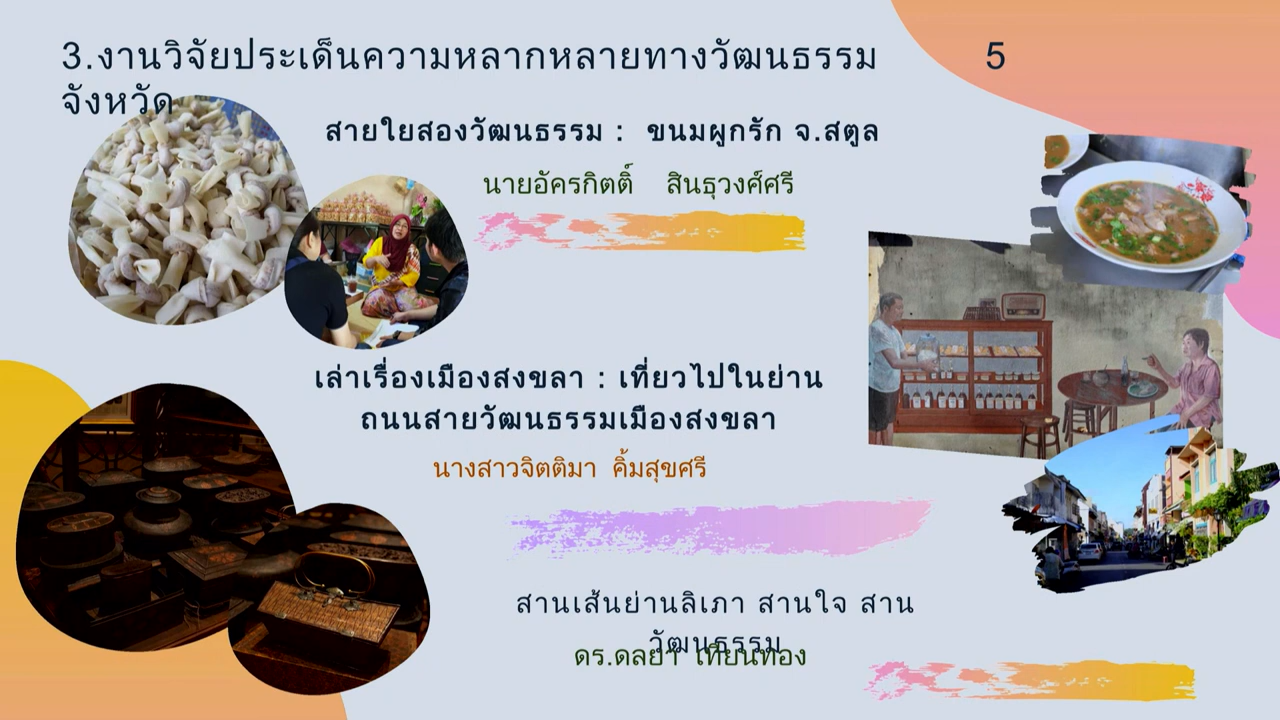 3.งานวิจัยประเด็นความหลากหลายทางวัฒนธรรม 5
จังหวัด
สายใยสองวัฒนธรรม : ขนมผูกรัก จ.สตูล
นายอัครกิตติ์ สินธุวงศ์ศรี
เล่าเรื่องเมืองสงขลา : เที่ยวไปในย่าน
ถนนสายวัฒนธรรมเมืองสงขลา
นางสาวจิตติมา คิ้มสุขศรี
สานเส้นย่านลิเภา สานใจ สาน
วัฒนธรรม
ดร.ดลยา เทียนทอง